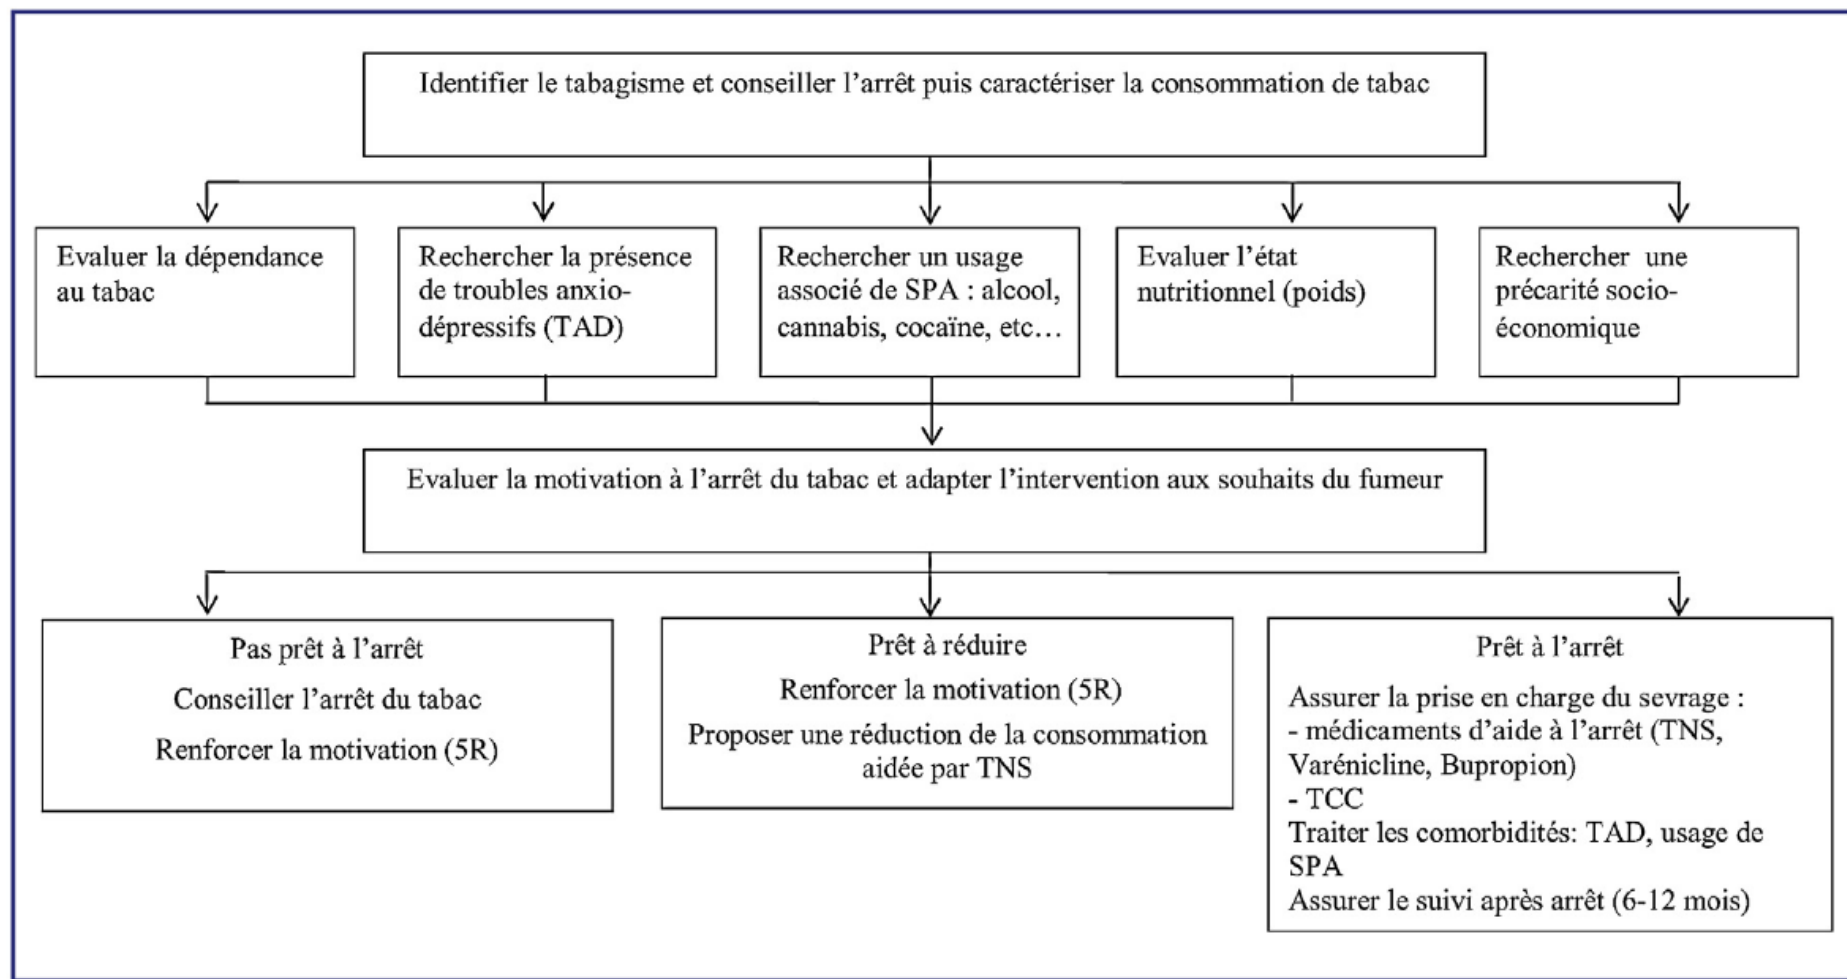 Identifier le tabagisme et conseiller l’arrêt puis caractériser la consommation de tabac
Evaluer la dépendance
au tabac
Rechercher la présence
de troubles anxio-
dépressifs (TAD)
Rechercher un usage
associé de SPA : alcool,
cannabis, cocaïne, etc…
Evaluer l’état
nutritionnel (poids)
Rechercher une
précarité socio-
économique
Evaluer la motivation à l’arrêt du tabac et adapter l’intervention aux souhaits du fumeur
Pas prêt à l’arrêt
Conseiller l’arrêt du tabac
Renforcer la motivation (5R)
Prêt à réduire
Renforcer la motivation (5R)
Proposer une réduction de la consommation
aidée par TNS
Prêt à l’arrêt
Assurer la prise en charge du sevrage :
- médicaments d’aide à l’arrêt (TNS,
Varénicline, Bupropion)
- TCC
Traiter les comorbidités: TAD, usage de
SPA
Assurer le suivi après arrêt (6-12 mois)